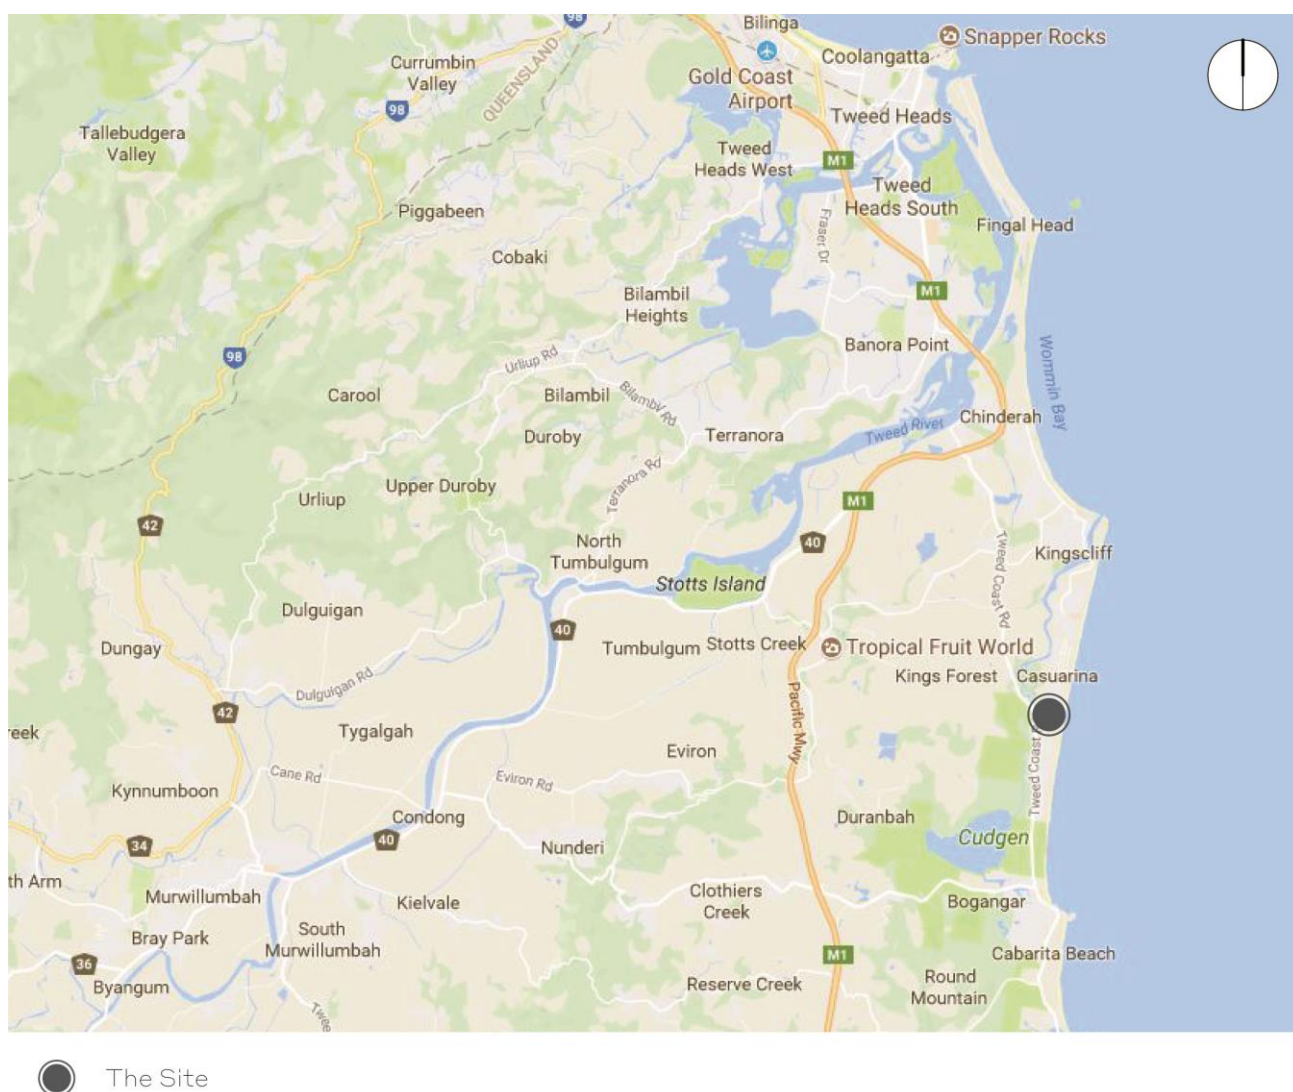 98
Bilinga
Snapper Rocks
Coolangatta
Currumbin
Valley
QUEENSLAND
Gold Coast
Airport
98
Tweed Heads
Tallebudgera
Valley
Tweed
Heads West
M1
Tweed
Heads South
Piggabeen
Fraser Dr
Fingal Head
Cobaki
Bilambil
Heights
M1
Banora Point
98
Urliup Rd
Wommin Bay
Carool
Bilambil
Bilambil Rd
Chinderah
Duroby
Terranora
Tweed River
Terranora Rd
Upper Duroby
Urliup
M1
42
North
Tumbulgum
40
Kingscliff
Tweed Coast Rd
Stotts Island
Dulguigan
40
Dungay
Tumbulgum
Stotts Creek
Tropical Fruit World
Kings Forest
Casuarina
Dulguigan Rd
42
Pacific Mwy
reek
Tygalgah
Eviron
Tweed Coast
Cane Rd
Eviron Rd
Kynnumboon
Condong
Duranbah
34
40
Nunderi
Cudgen
th Arm
Murwillumbah
Kielvale
Clothiers
Creek
Bogangar
Bray Park
South
Murwillumbah
M1
Cabarita Beach
36
Byangum
Reserve Creek
Round
Mountain
Twee
The Site